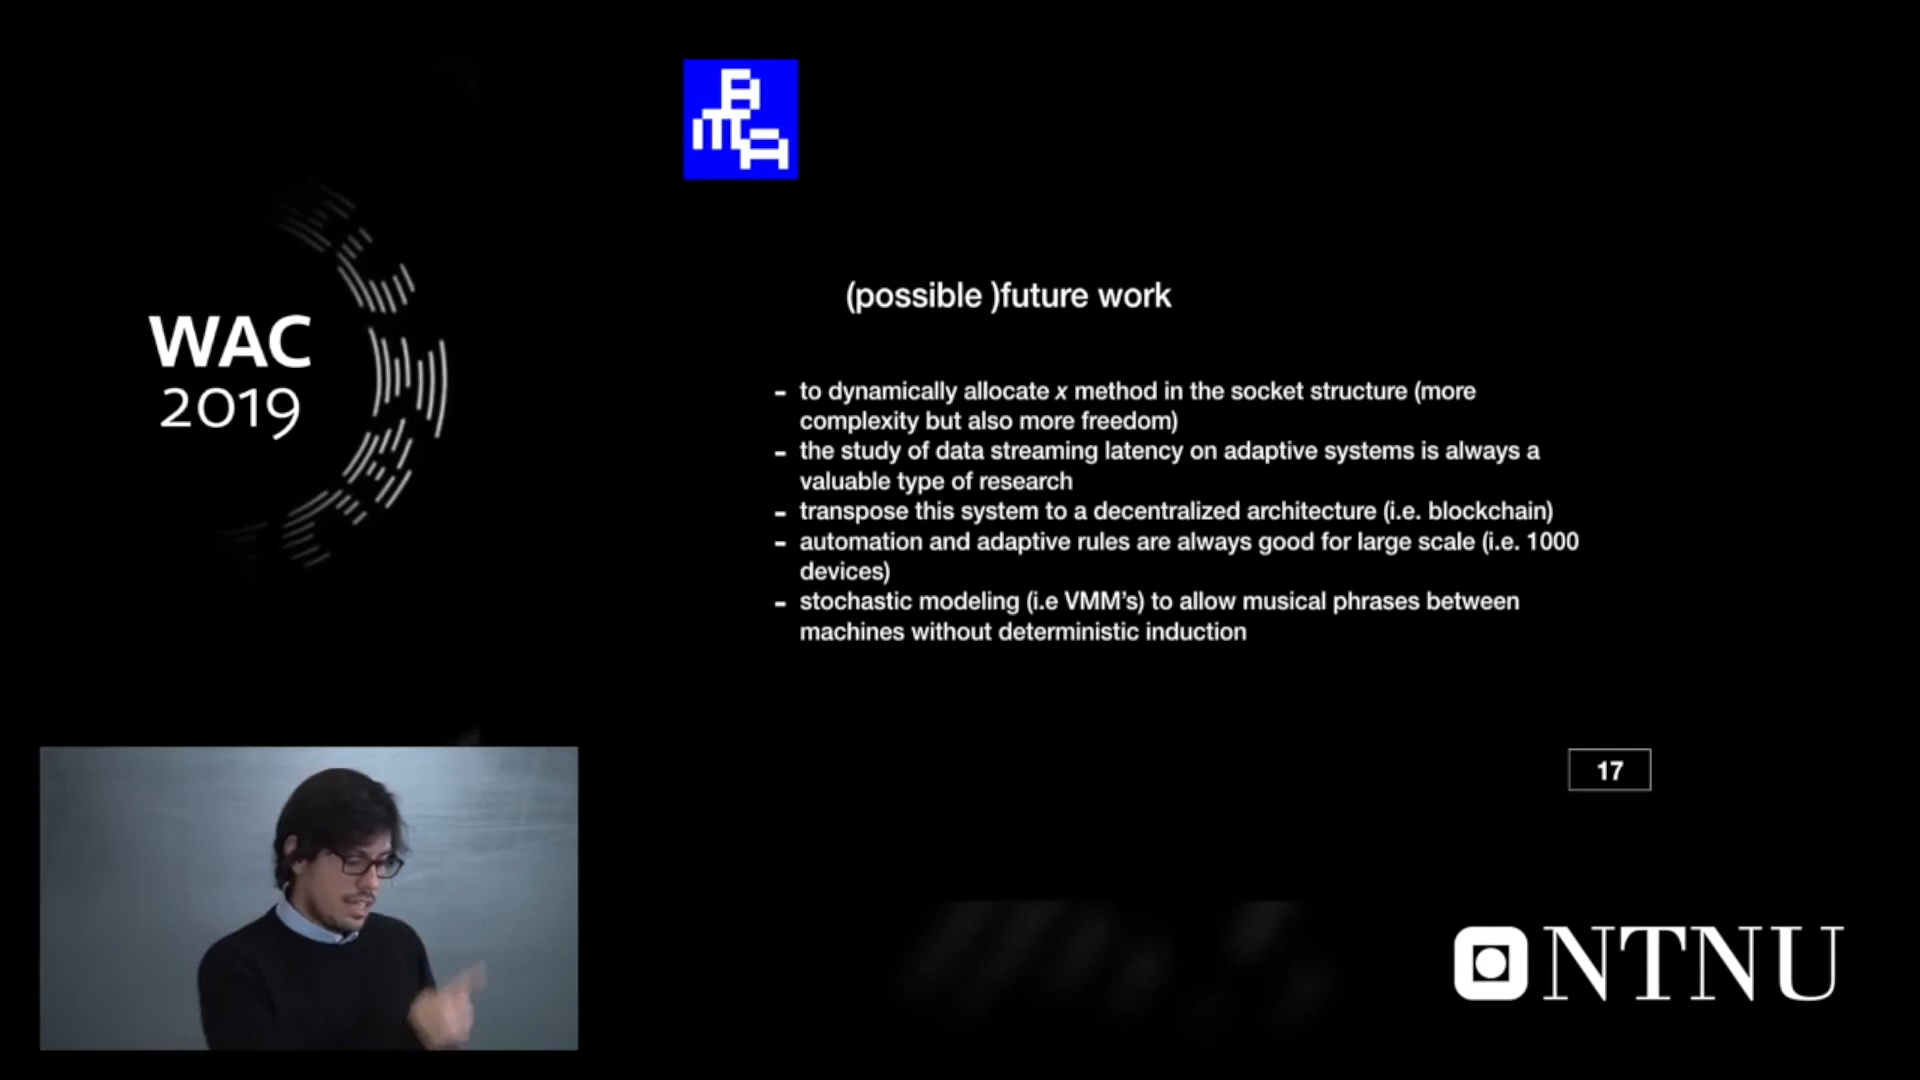 WAC
2019
(possible )future work
- to dynamically allocate x method in the socket structure (more
complexity but also more freedom)
- the study of data streaming latency on adaptive systems is always a
valuable type of research
- transpose this system to a decentralized architecture (i.e. blockchain)
- automation and adaptive rules are always good for large scale (i.e. 1000
devices)
- stochastic modeling (i.e VMM's) to allow musical phrases between
machines without deterministic induction
17
NTNU